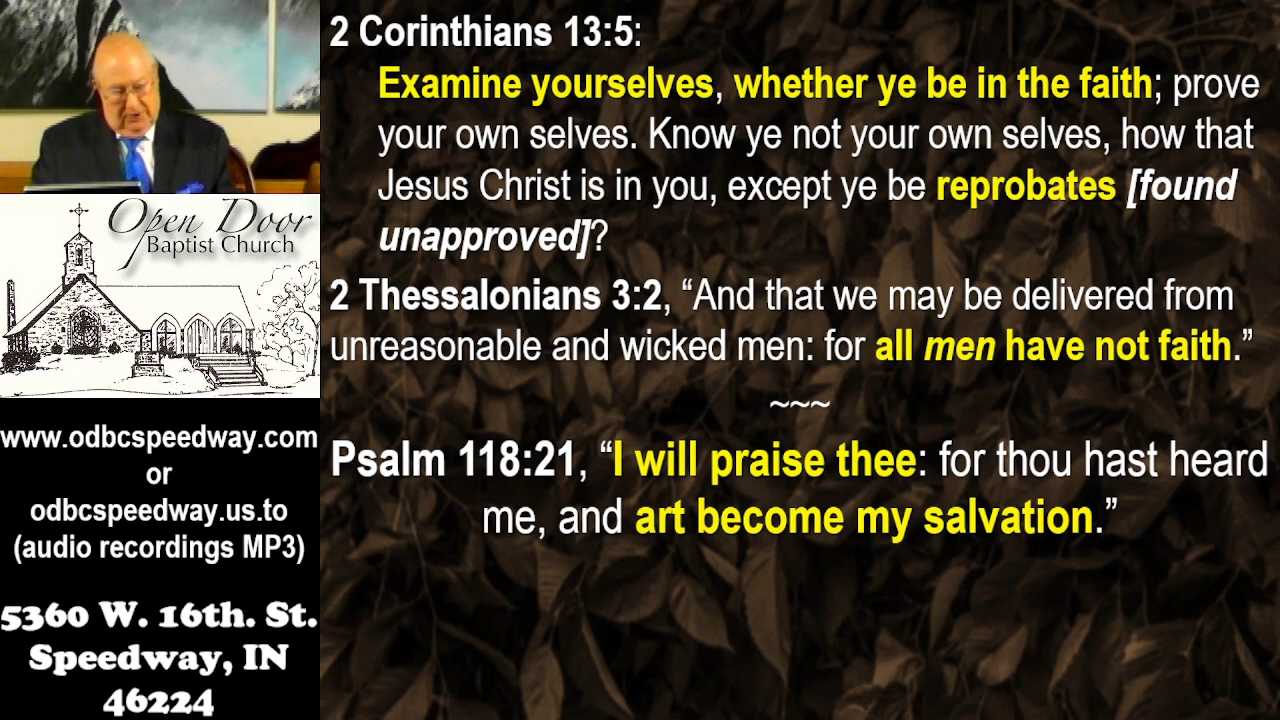 2 Corinthians 13:5:
Examine yourselves, whether ye be in the faith; prove
your own selves. Know ye not your own selves, how that
Jesus Christ is in you, except ye be reprobates [found
unapproved]?
2 Thessalonians 3:2, “And that we may be delivered from
unreasonable and wicked men: for all men have not faith.”
~~~
Psalm 118:21, “I will praise thee: for thou hast heard
me, and art become my salvation.”
Open Door
Baptist Church
www.odbcspeedway.com
or
odbcspeedway.us.to
(audio recordings MP3)
5360 W. 16th. St.
Speedway, IN
46224